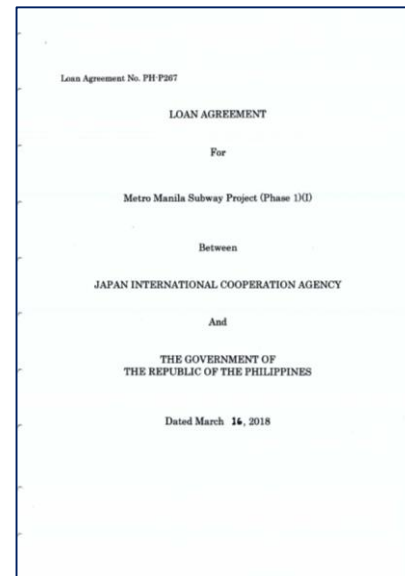 Loan Agreement No. PH-P267
LOAN AGREEMENT
For
Metro Manila Subway Project (Phase 1)(I)
Between
JAPAN INTERNATIONAL COOPERATION AGENCY
And
THE GOVERNMENT OF
THE REPUBLIC OF THE PHILIPPINES
Dated March 16, 2018